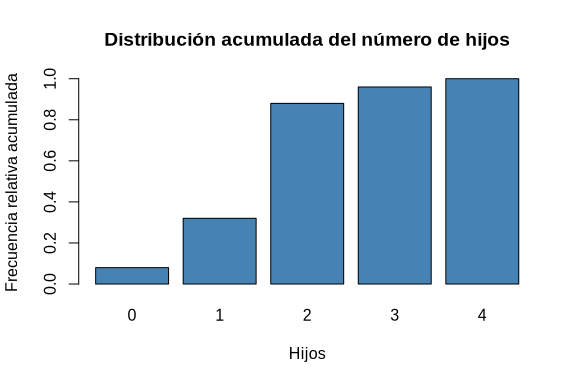 Distribución acumulada del número de hijos
Frecuencia relativa acumulada
1.0
0.8
0.6
0.4
0.2
0.0
0 1 2 3 4
Hijos